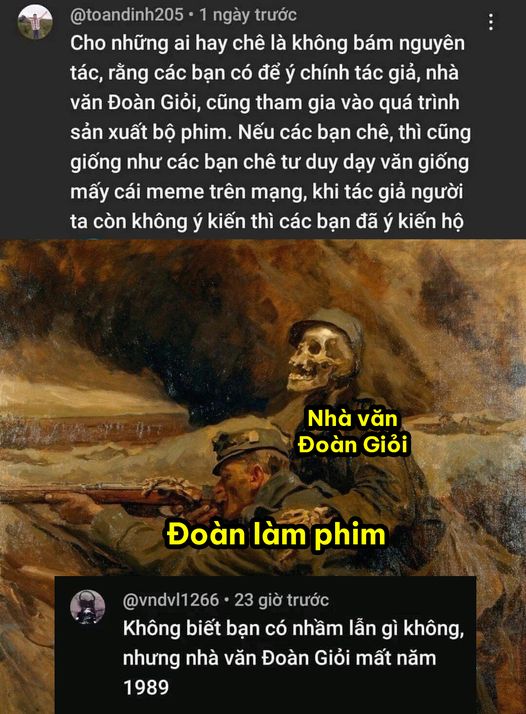 @toandinh205 • 1 ngày trước
Cho những ai hay chê là không bám nguyên
tác, rằng các bạn có để ý chính tác giả, nhà
văn Đoàn Giỏi, cũng tham gia vào quá trình
sản xuất bộ phim. Nếu các bạn chê, thì cũng
giống như các bạn chê tư duy dạy văn giống
mấy cái meme trên mạng, khi tác giả người
ta còn không ý kiến thì các bạn đã ý kiến hộ
Nhà văn
Đoàn Giỏi
Đoàn làm phim
@vndvl1266 • 23 giờ trước
Không biết bạn có nhầm lẫn gì không,
nhưng nhà văn Đoàn Giỏi mất năm
1989